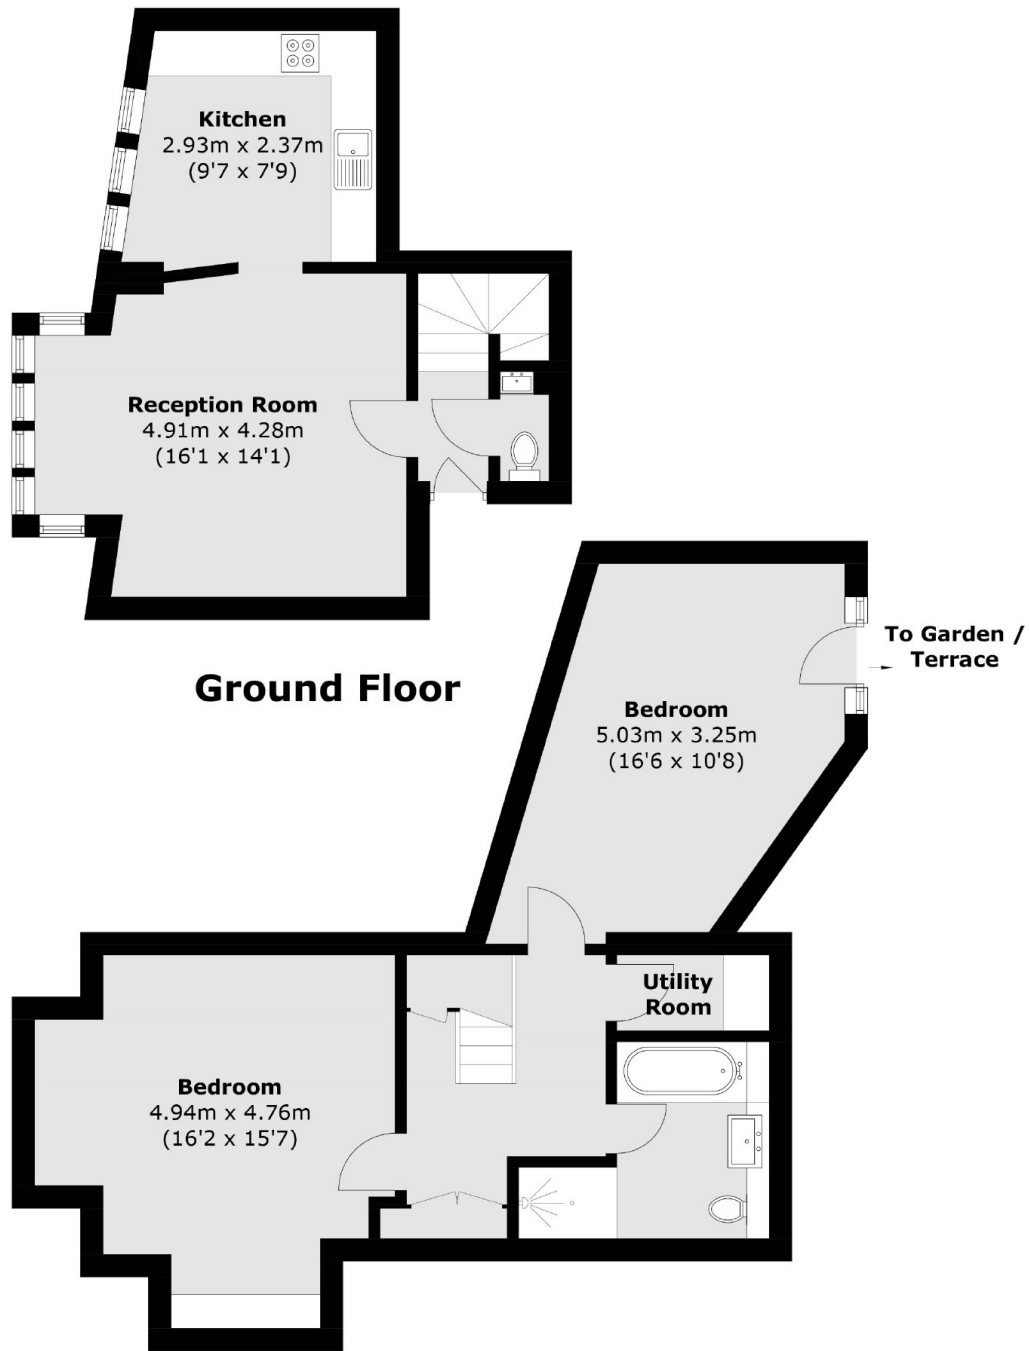 Kitchen
2.93m x 2.37m
(9'7 x 7'9)
Reception Room
4.91m x 4.28m
(16'1 x 14'1)
Ground Floor
To Garden /
Terrace
Bedroom
5.03m x 3.25m
(16'6 x 10'8)
Utility
Room
Bedroom
4.94m x 4.76m
(16'2 x 15'7)